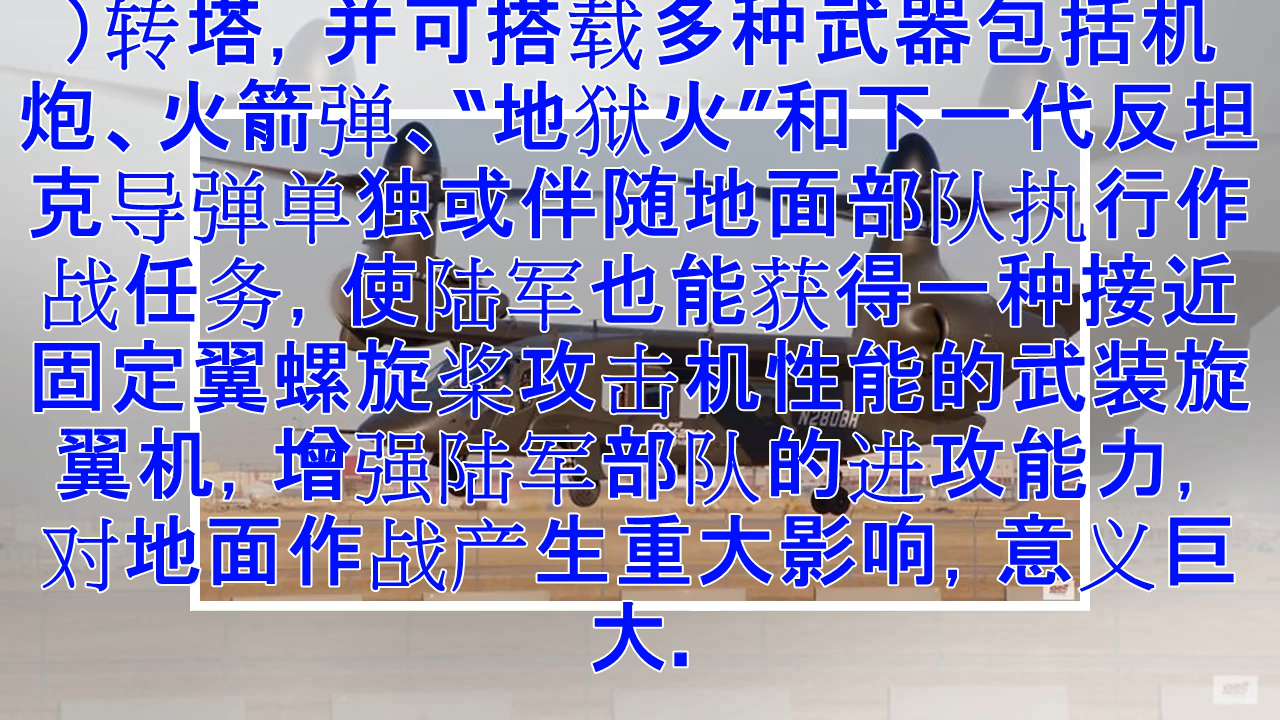 )转塔,并可搭载多种武器包括机
炮、火箭弹、“地狱火”和下一代反坦
克导弹单独或伴随地面部队执行作
战任务,使陆军也能获得一种接近
固定翼螺旋桨攻击机性能的武装旋
翼机,增强陆军部队的进攻能力,
对地面作战产生重大影响,意义巨
大.
N280BH